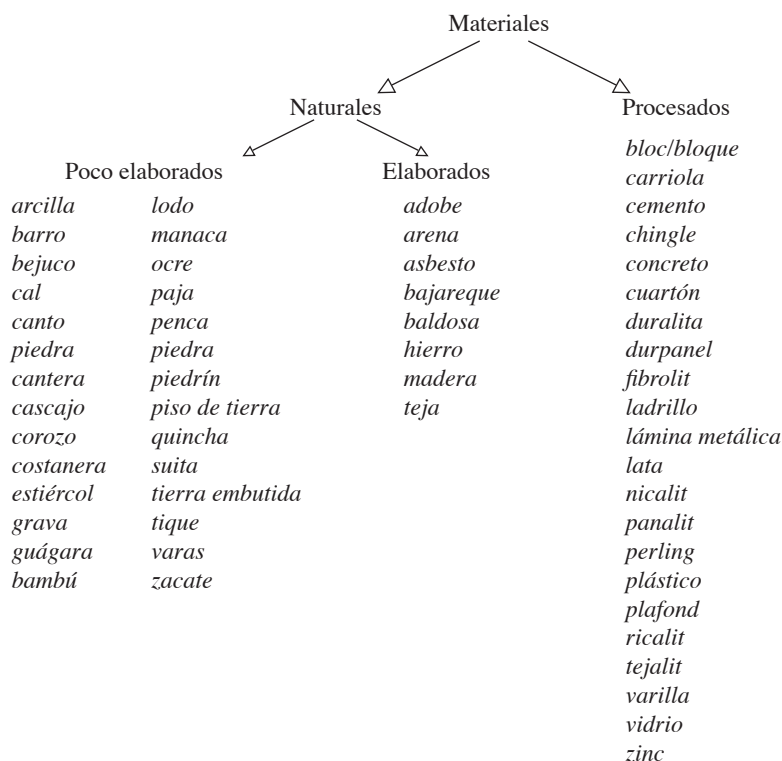 Materiales
Naturales
Procesados
Poco elaborados
Elaborados
arcilla
barro
bejuco
cal
canto
piedra
cantera
cascajo
corozo
costanera
estiércol
grava
guágara
bambú
lodo
manaca
ocre
paja
penca
piedra
piedrín
piso de tierra
quincha
suita
tierra embutida
tique
varas
zacate
adobe
arena
asbesto
bajareque
baldosa
hierro
madera
teja
bloc/bloque
carriola
cemento
chingle
concreto
cuartón
duralita
durpanel
fibrolit
ladrillo
lámina metálica
lata
nicalit
panalit
perling
plástico
plafond
ricalit
tejalit
varilla
vidrio
zinc